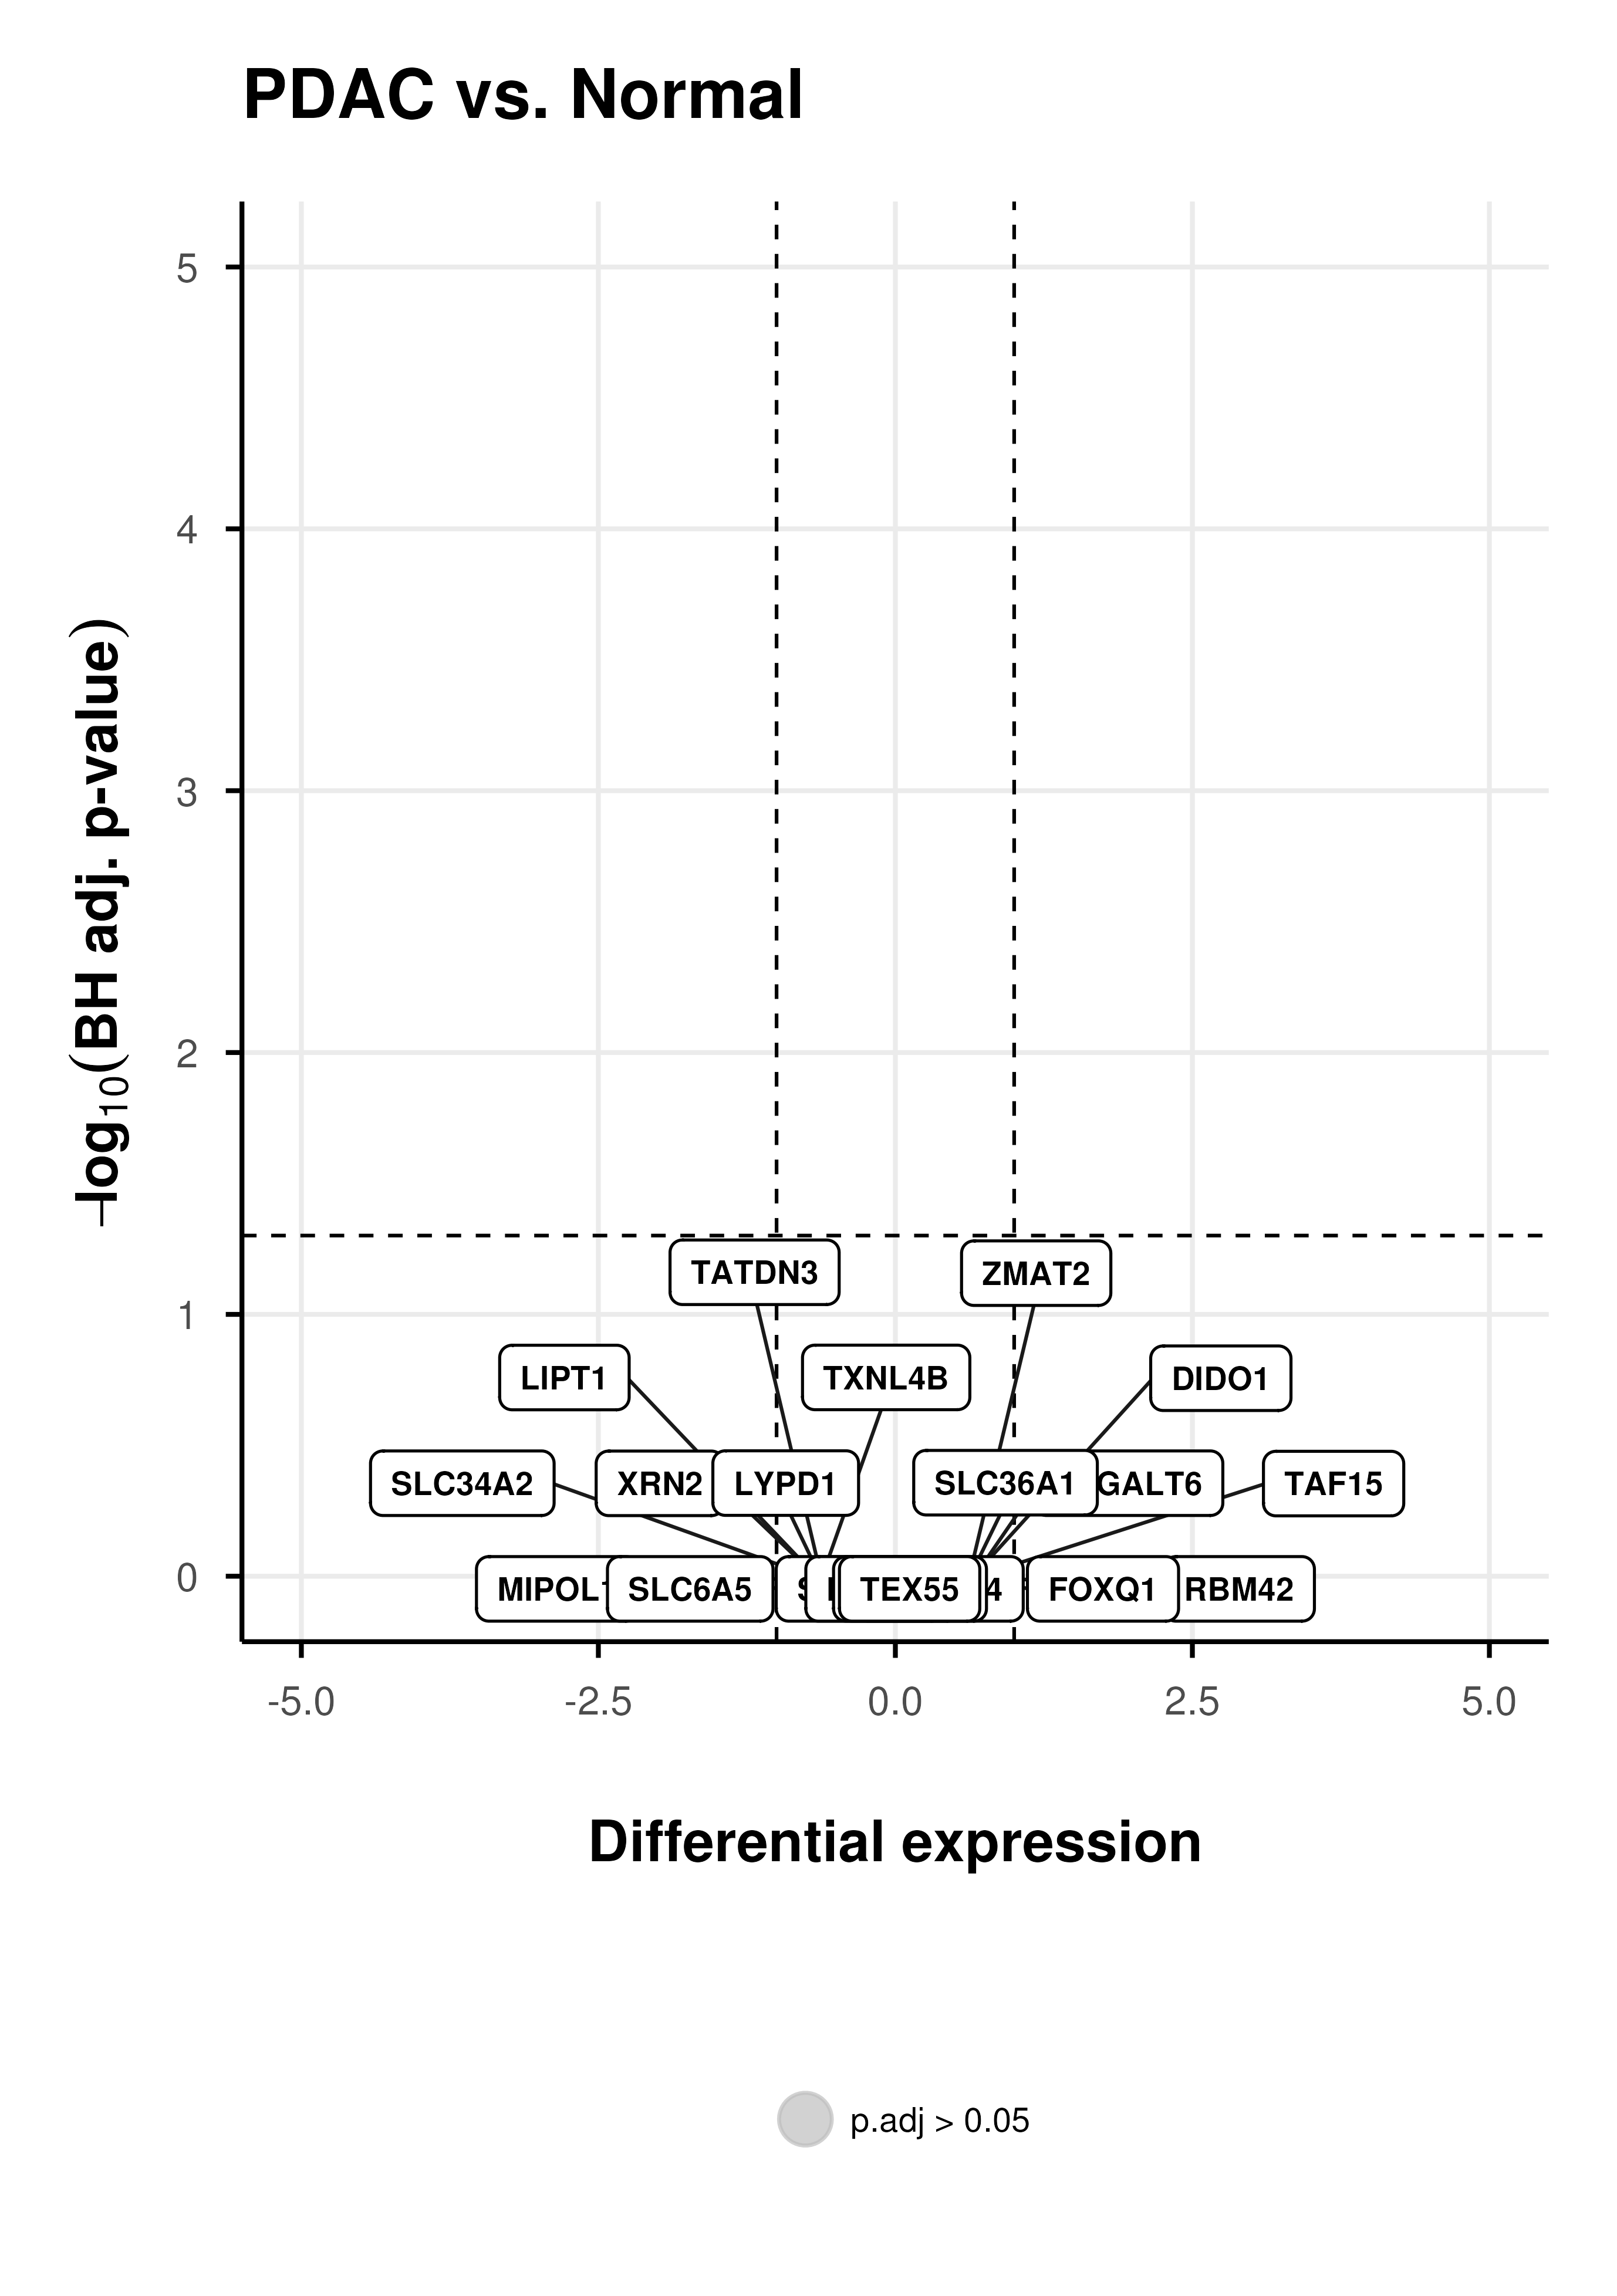 PDAC vs. Normal
−log10(BH adj. p-value)
5
4
3
2
1
0
TATDN3
ZMAT2
LIPT1
TXNL4B
DIDO1
SLC34A2
XRN2
LYPD1
SLC36A1
GALT6
TAF15
SLC6A5
TEX55
4
FOXQ1
RBM42
-5.0
-2.5
0.0
2.5
5.0
Differential expression
p.adj > 0.05